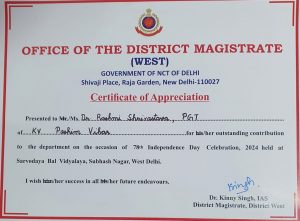 OFFICE OF THE DISTRICT MAGISTRATE
(WEST)
GOVERNMENT OF NCT OF DELHI
Shivaji Place, Raja Garden, New Delhi-110027
Certificate of Appreciation
Presented to Mr./Ms. Dr Rashmi Shrivastava, PGT
of KV Pashim Vihar for his/her outstanding contribution
to the department on the occasion of 78th Independence Day Celebration, 2024 held at
Sarvodaya Bal Vidyalaya, Subhash Nagar, West Delhi.
I wish him/her success in all his/her future endeavours.
Dr. Kinny Singh, IAS
District Magistrate, District West